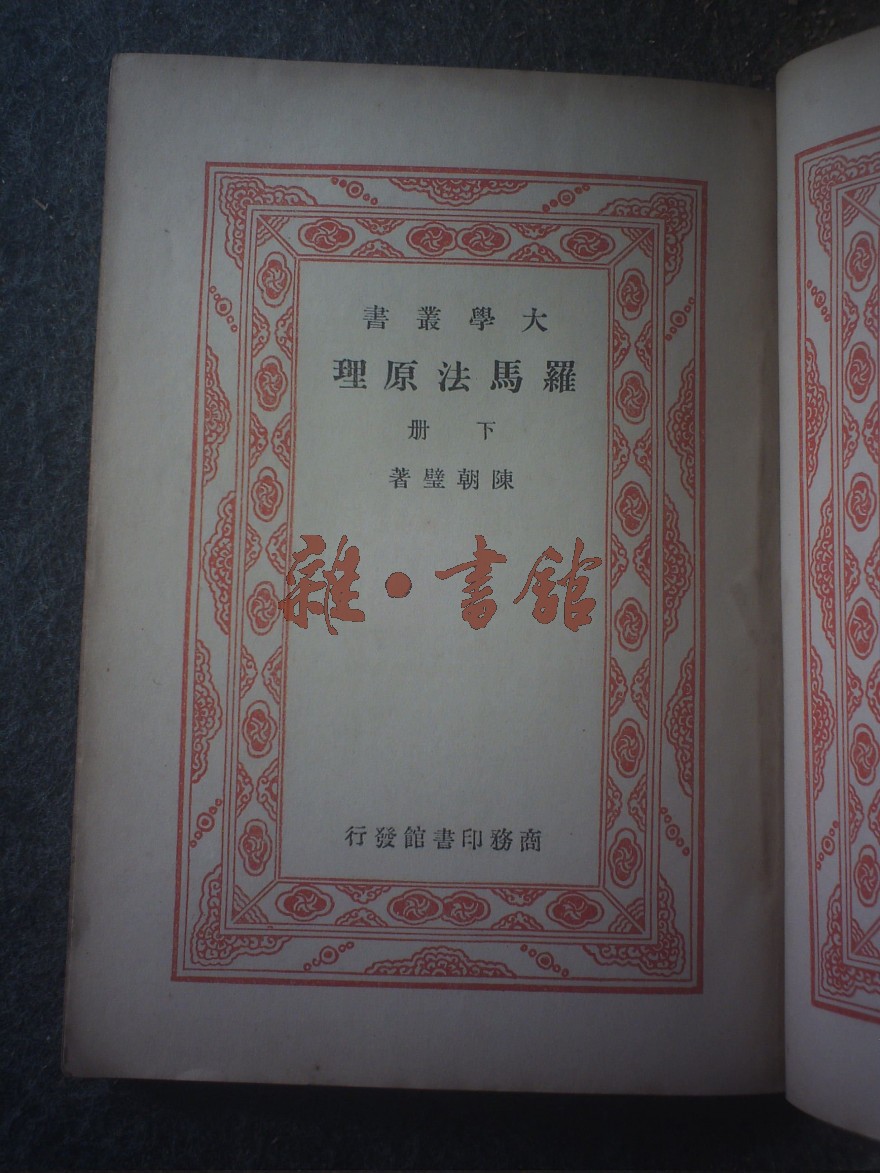 大學叢書
羅馬法原理
下册
陳朝璧著
雜·書館
商務印書館發行